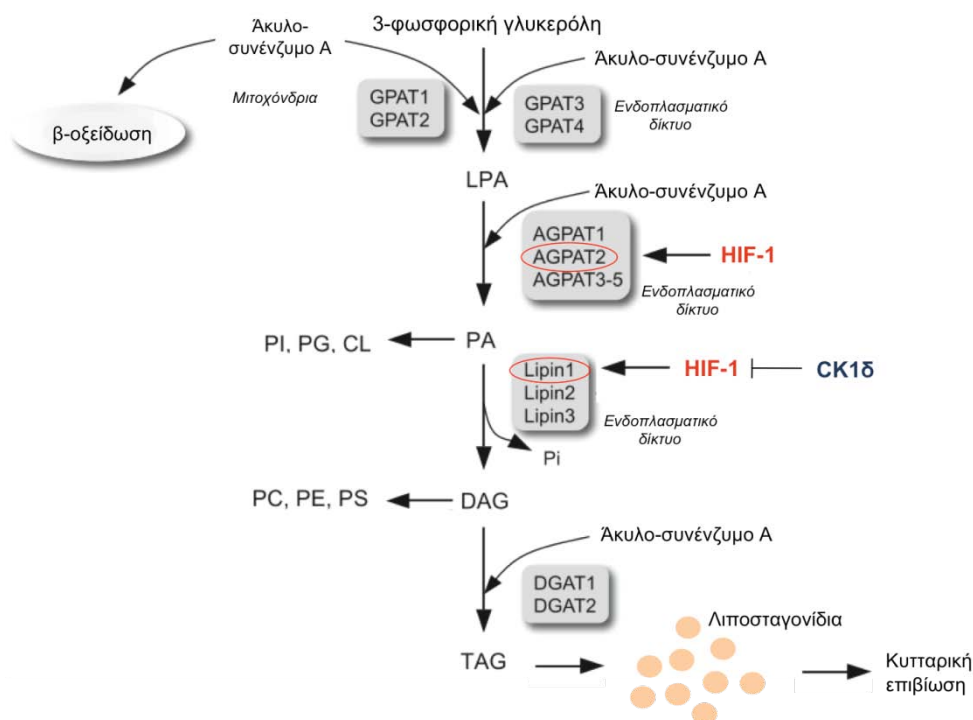 Άκυλο-
συνένζυμο Α
3-φωσφορική γλυκερόλη
Άκυλο-συνένζυμο Α
Μιτοχόνδρια
GPAT1
GPAT2
GPAT3
GPAT4
Ενδοπλασματικό
δίκτυο
β-οξείδωση
LPA
Άκυλο-συνένζυμο Α
AGPAT1
AGPAT2
AGPAT3-5
HIF-1
Ενδοπλασματικό
δίκτυο
PI, PG, CL
PA
Lipin1
Lipin2
Lipin3
HIF-1
CK1δ
Ενδοπλασματικό
δίκτυο
Pi
PC, PE, PS
DAG
Άκυλο-συνένζυμο Α
DGAT1
DGAT2
Λιποσταγονίδια
TAG
Κυτταρική
επιβίωση